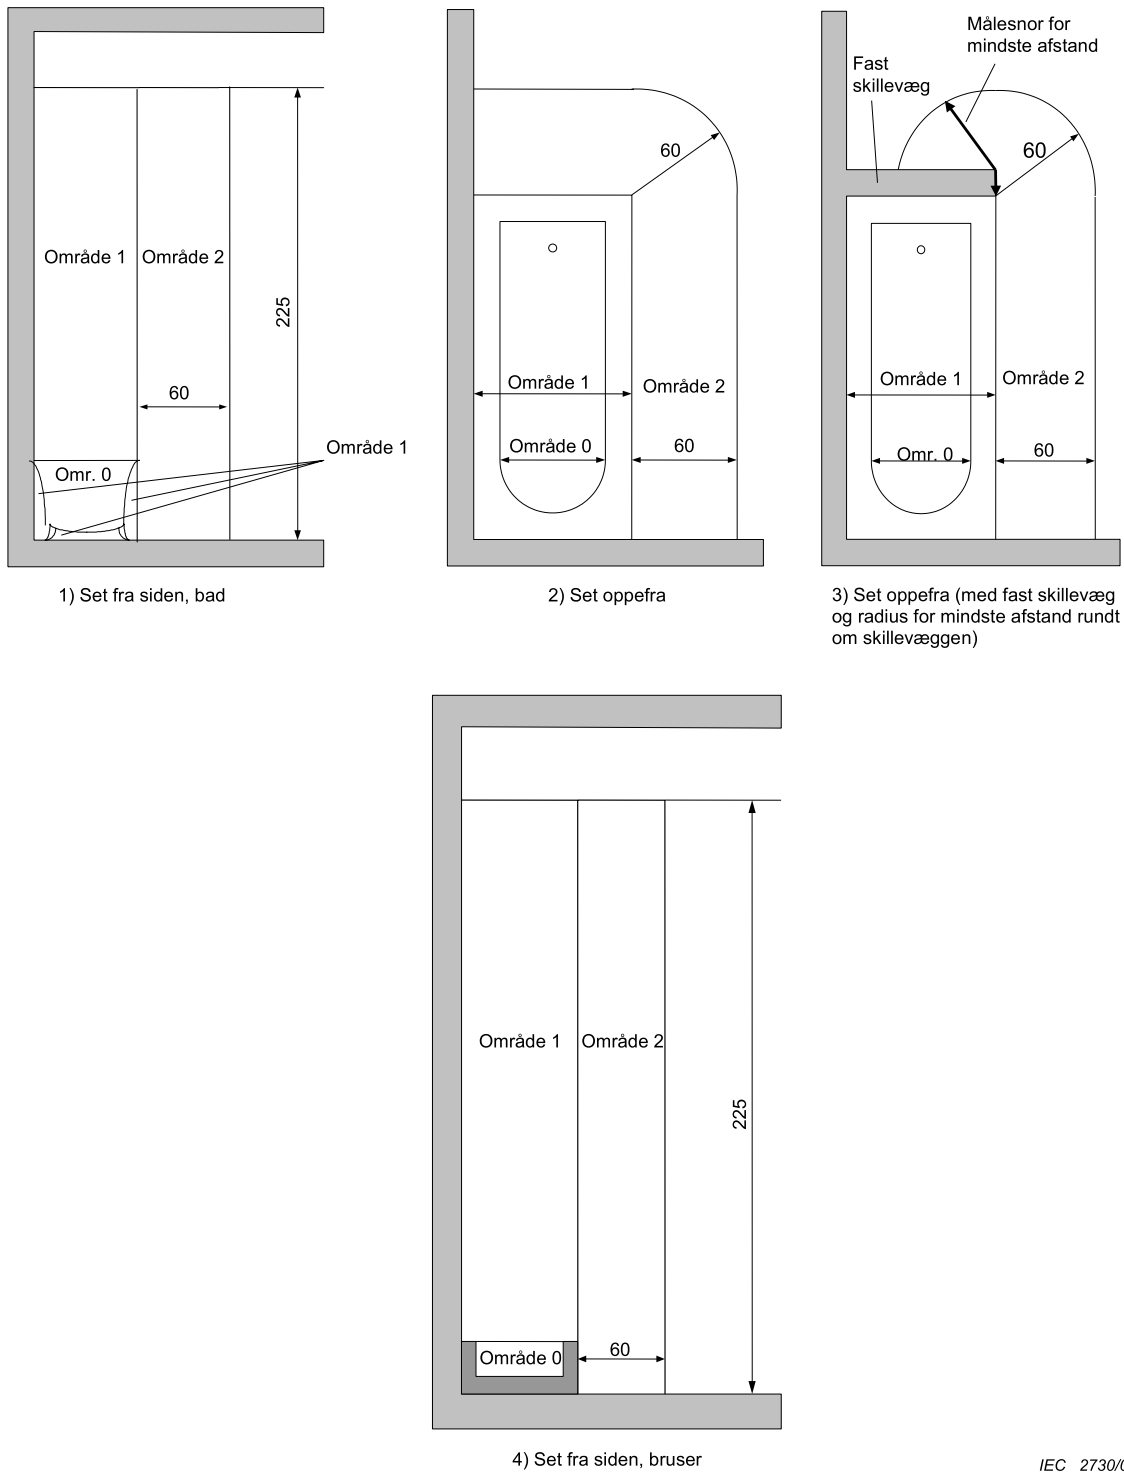 Målesnor for
mindste afstand
Fast
skillevæg
60
60
Område 1
Område 2
225
60
Område 1
Omr. 0
Område 1
Område 2
Område 0
60
Område 1
Område 2
Omr. 0
60
1) Set fra siden, bad
2) Set oppefra
3) Set oppefra (med fast skillevæg
og radius for mindste afstand rundt
om skillevæggen)
Område 1
Område 2
225
Område 0
60
4) Set fra siden, bruser
IEC 2730/0